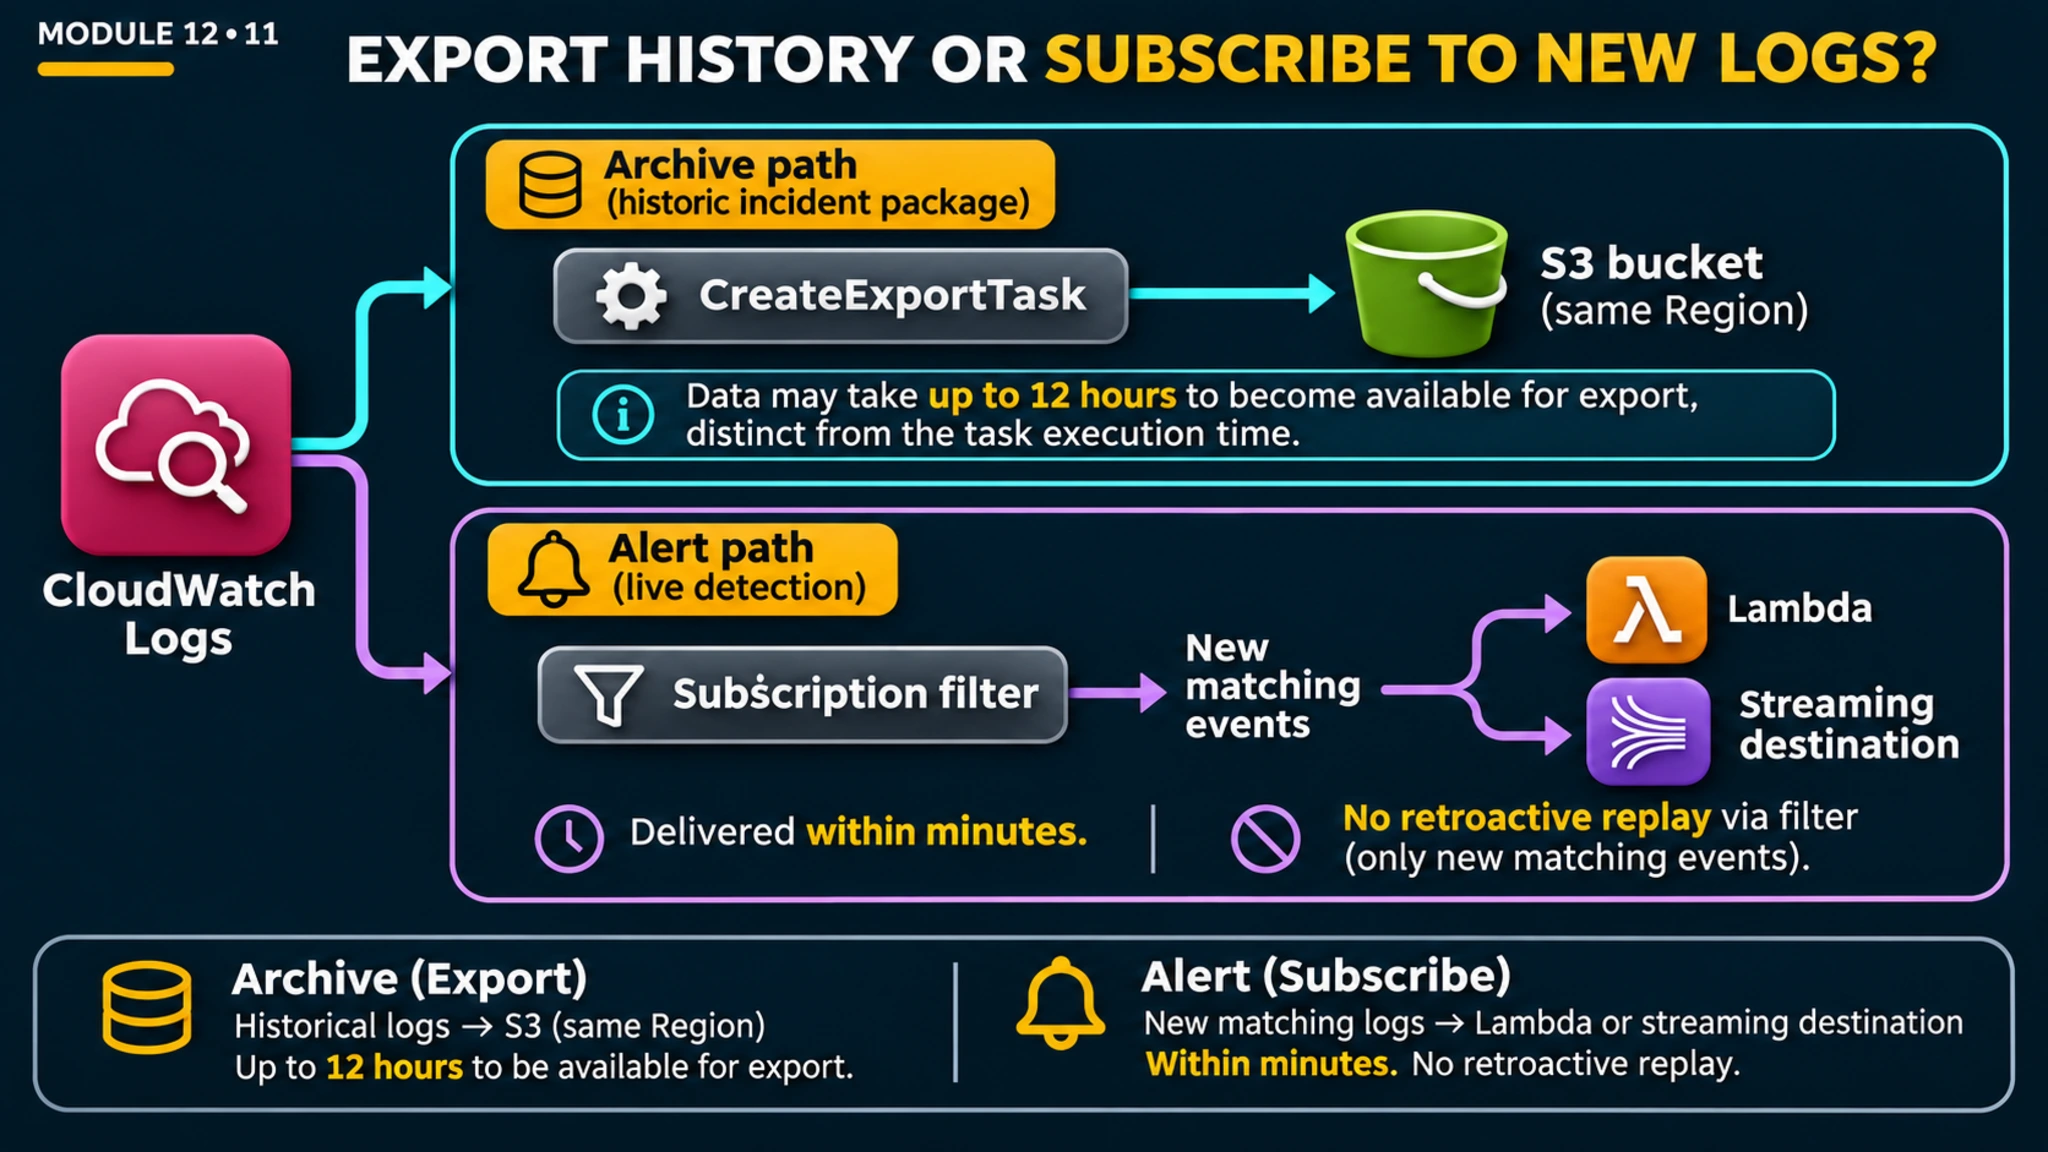 MODULE 12 • 11
EXPORT HISTORY OR SUBSCRIBE TO NEW LOGS?
Archive path
(historic incident package)
CreateExportTask
S3 bucket
(same Region)
Data may take up to 12 hours to become available for export,
distinct from the task execution time.
CloudWatch
Logs
Alert path
(live detection)
Subscription filter
New
matching
events
Lambda
Streaming
destination
Delivered within minutes.
No retroactive replay via filter
(only new matching events).
Archive (Export)
Historical logs → S3 (same Region)
Up to 12 hours to be available for export.
Alert (Subscribe)
New matching logs → Lambda or streaming destination
Within minutes. No retroactive replay.